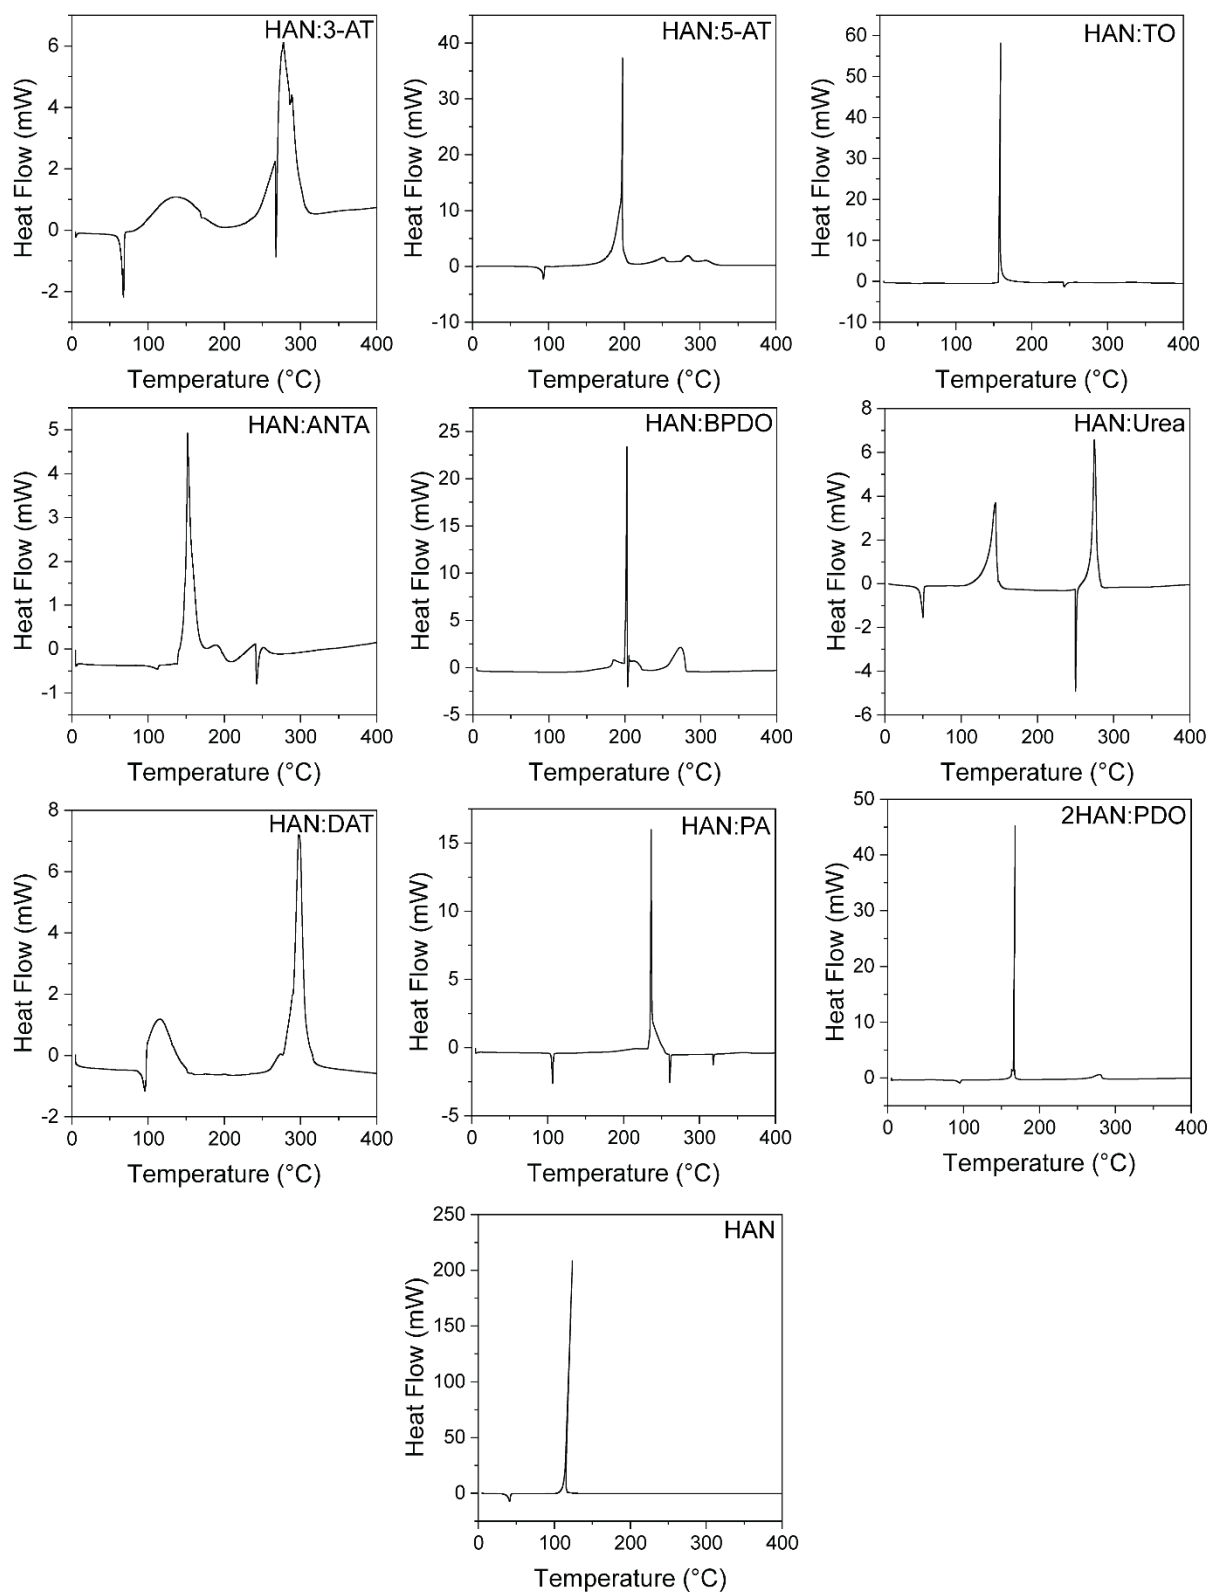 HAN:3-AT
6
4
2
0
-2
Heat Flow (mW)
0 100 200 300 400
Temperature (°C)
HAN:5-AT
40
30
20
10
0
-10
Heat Flow (mW)
0 100 200 300 400
Temperature (°C)
HAN:TO
60
50
40
30
20
10
0
-10
Heat Flow (mW)
0 100 200 300 400
Temperature (°C)
HAN:ANTA
5
4
3
2
1
0
-1
Heat Flow (mW)
0 100 200 300 400
Temperature (°C)
HAN:BPDO
25
20
15
10
5
0
-5
Heat Flow (mW)
0 100 200 300 400
Temperature (°C)
HAN:Urea
8
6
4
2
0
-2
-4
-6
Heat Flow (mW)
0 100 200 300 400
Temperature (°C)
HAN:DAT
8
6
4
2
0
-2
Heat Flow (mW)
0 100 200 300 400
Temperature (°C)
HAN:PA
15
10
5
0
-5
Heat Flow (mW)
0 100 200 300 400
Temperature (°C)
2HAN:PDO
50
40
30
20
10
0
Heat Flow (mW)
0 100 200 300 400
Temperature (°C)
HAN
250
200
150
100
50
0
Heat Flow (mW)
0 100 200 300 400
Temperature (°C)